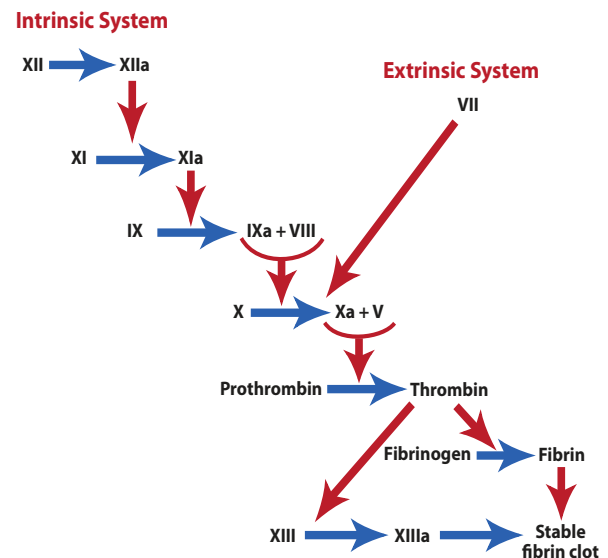 Intrinsic System
XII XIIa
Extrinsic System
VII
XI XIa
IX IXa + VIII
X Xa + V
Prothrombin Thrombin
Fibrinogen Fibrin
XIII XIIIa Stable
fibrin clot